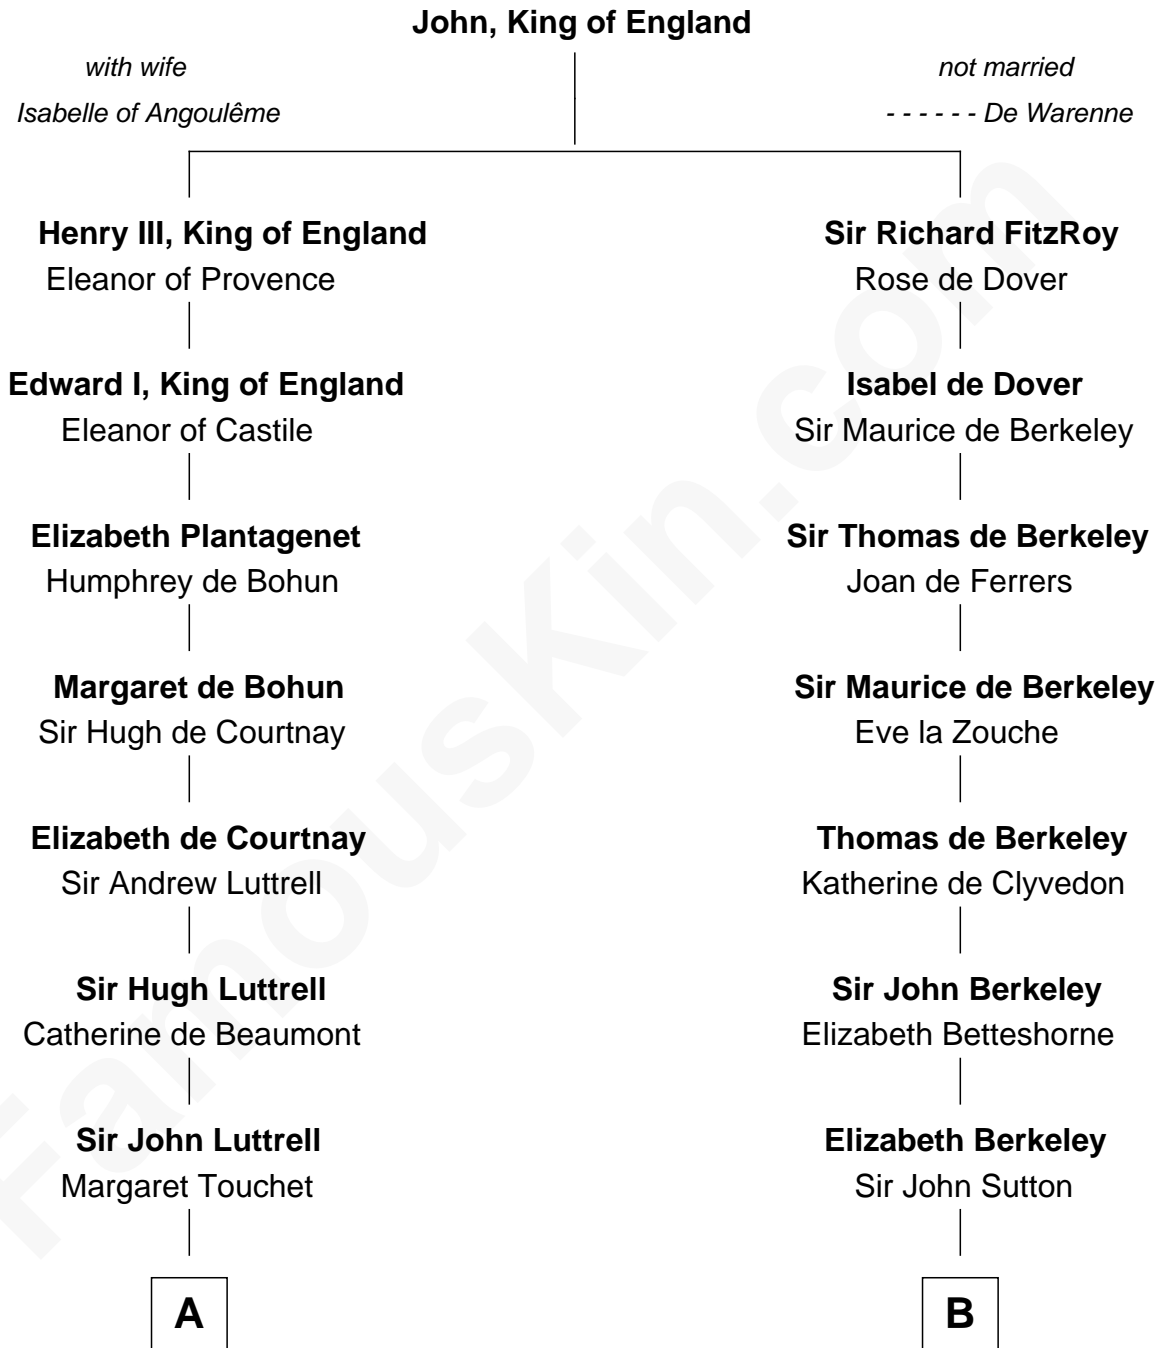 John, King of England
with wife
Isabelle of Angoulême
not married
- - - - - - De Warenne
Henry III, King of England
Eleanor of Provence
Edward I, King of England
Eleanor of Castile
Elizabeth Plantagenet
Humphrey de Bohun
Margaret de Bohun
Sir Hugh de Courtnay
Elizabeth de Courtnay
Sir Andrew Luttrell
Sir Hugh Luttrell
Catherine de Beaumont
Sir John Luttrell
Margaret Touchet
A
Sir Richard FitzRoy
Rose de Dover
Isabel de Dover
Sir Maurice de Berkeley
Sir Thomas de Berkeley
Joan de Ferrers
Sir Maurice de Berkeley
Eve la Zouche
Thomas de Berkeley
Katherine de Clyvedon
Sir John Berkeley
Elizabeth Betteshorne
Elizabeth Berkeley
Sir John Sutton
B
FamousKin.com